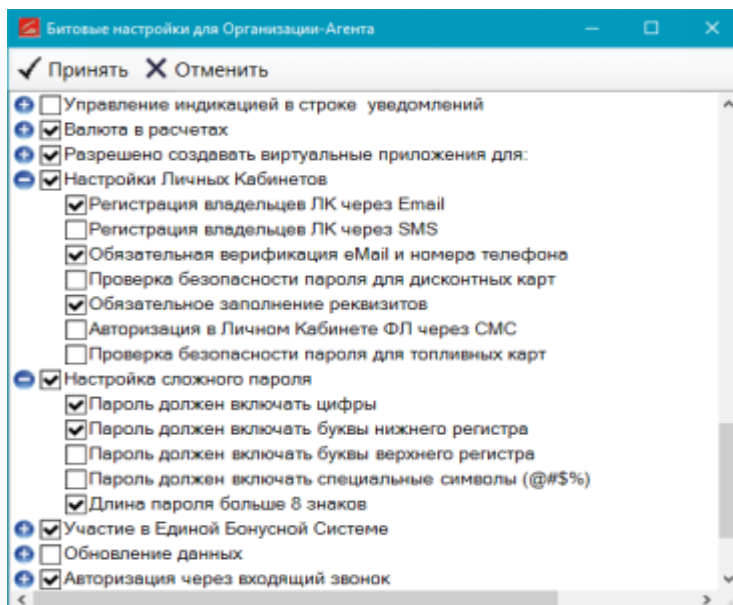 Битовые настройки для Организации-Агента
Принять Отменить
Управление индикацией в строке уведомлений
Валюта в расчетах
Разрешено создавать виртуальные приложения для:
Настройки Личных Кабинетов
Регистрация владельцев ЛК через Email
Регистрация владельцев ЛК через SMS
Обязательная верификация eMail и номера телефона
Проверка безопасности пароля для дисконтных карт
Обязательное заполнение реквизитов
Авторизация в Личном Кабинете ФЛ через СМС
Проверка безопасности пароля для топливных карт
Настройка сложного пароля
Пароль должен включать цифры
Пароль должен включать буквы нижнего регистра
Пароль должен включать буквы верхнего регистра
Пароль должен включать специальные символы (@#$%)
Длина пароля больше 8 знаков
Участие в Единой Бонусной Системе
Обновление данных
Авторизация через входящий звонок